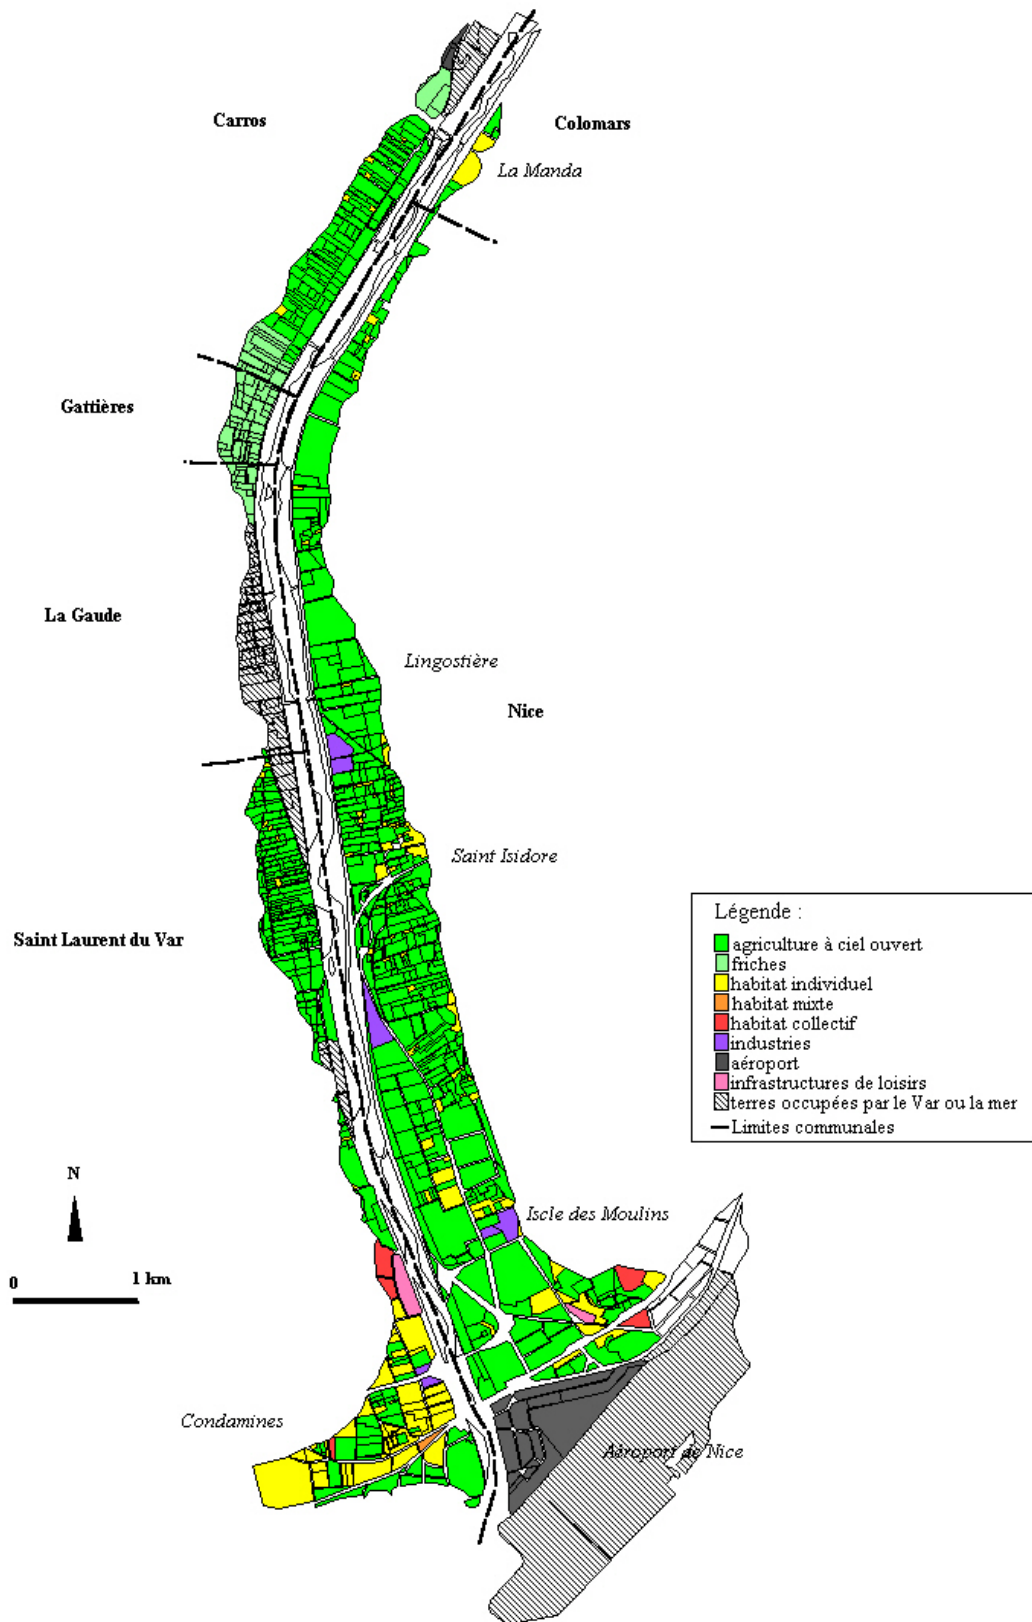 Carros
Colomars
La Manda
Gattières
La Gaude
Lingostière
Nice
Saint Isidore
Saint Laurent du Var
Légende :
agriculture à ciel ouvert
friches
habitat individuel
habitat mixte
habitat collectif
industries
aéroport
infrastructures de loisirs
terres occupées par le Var ou la mer
Limites communales
N
Iscle des Moulins
0 1 km
Condamines
Aéroport de Nice